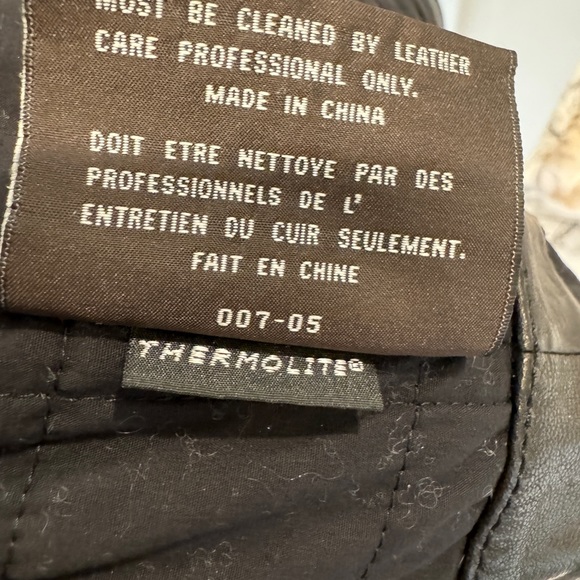 MUST BE CLEANED BY LEATHER
CARE PROFESSIONAL ONLY.
MADE IN CHINA
DOIT ETRE NETTOYE PAR DES
PROFESSIONNELS DE L'
ENTRETIEN DU CUIR SEULEMENT.
FAIT EN CHINE
007-05
THERMOLITE®